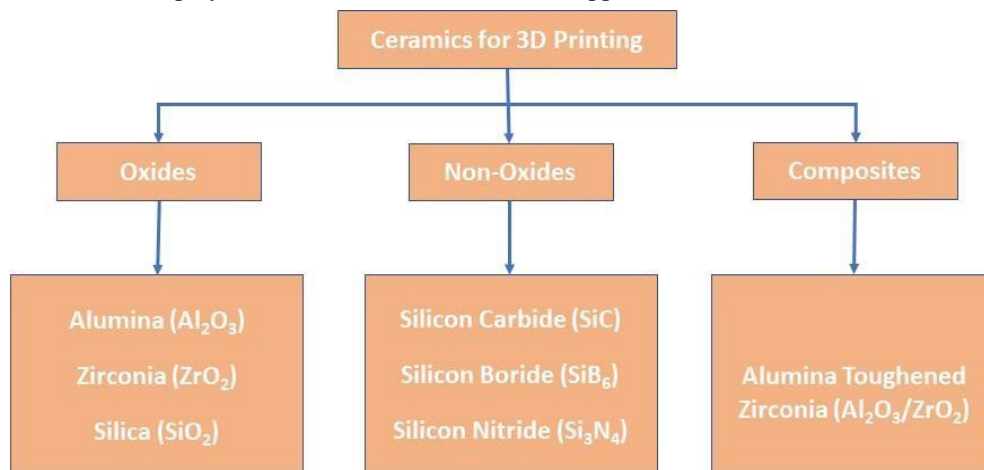 Ceramics for 3D Printing
Oxides
Non-Oxides
Composites
Alumina (Al₂O₃)
Zirconia (ZrO₂)
Silica (SiO₂)
Silicon Carbide (SiC)
Silicon Boride (SiB₆)
Silicon Nitride (Si₃N₄)
Alumina Toughened
Zirconia (Al₂O₃/ZrO₂)